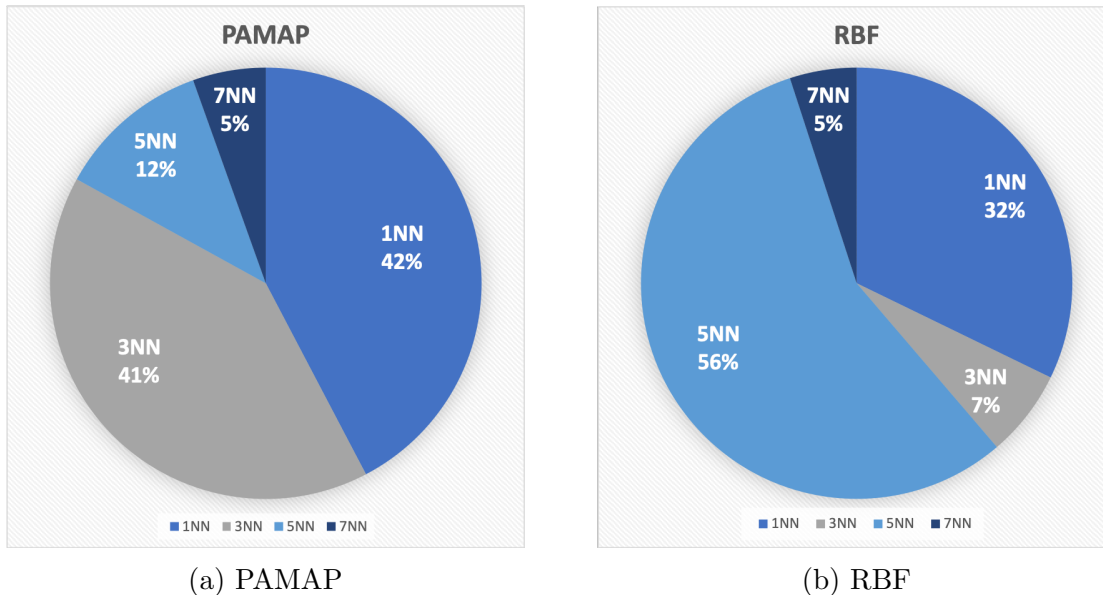 PAMAP
7NN
5%
5NN
12%
1NN
42%
3NN
41%
1NN 3NN 5NN 7NN
(a) PAMAP
RBF
7NN
5%
1NN
32%
5NN
56%
3NN
7%
1NN 3NN 5NN 7NN
(b) RBF